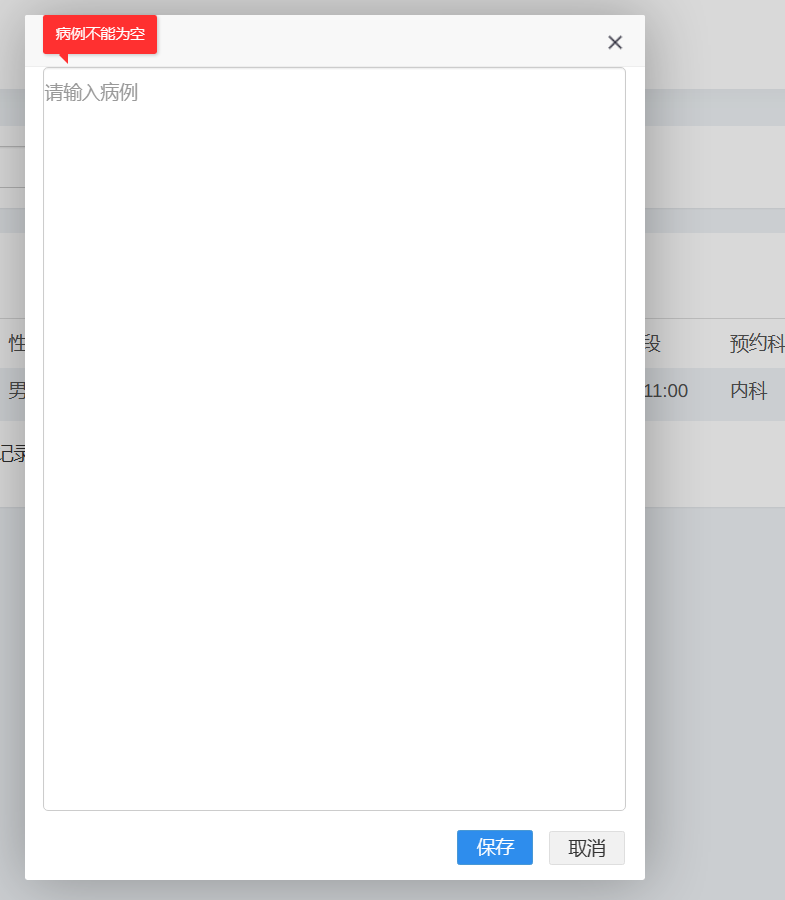 病例不能为空
请输入病例
性 段 预约科
男 11:00 内科
记录
保存 取消